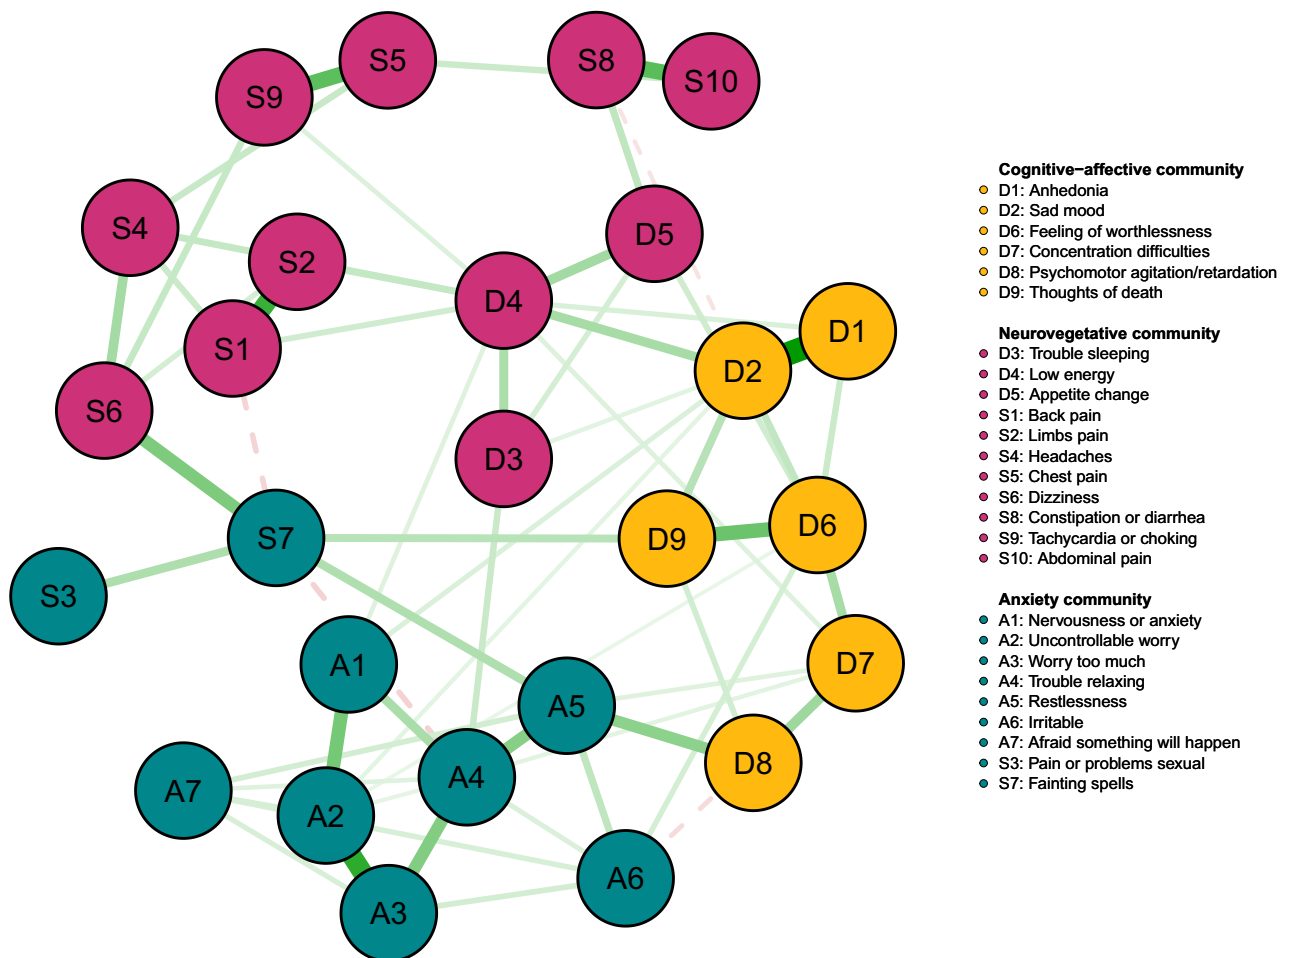 S5
S8
S10
S9
S4
S2
D5
D4
S1
D1
D2
S6
D3
S7
D9
D6
S3
A1
D7
A5
A4
D8
A7
A2
A6
A3
Cognitive−affective community
D1: Anhedonia
D2: Sad mood
D6: Feeling of worthlessness
D7: Concentration difficulties
D8: Psychomotor agitation/retardation
D9: Thoughts of death
Neurovegetative community
D3: Trouble sleeping
D4: Low energy
D5: Appetite change
S1: Back pain
S2: Limbs pain
S4: Headaches
S5: Chest pain
S6: Dizziness
S8: Constipation or diarrhea
S9: Tachycardia or choking
S10: Abdominal pain
Anxiety community
A1: Nervousness or anxiety
A2: Uncontrollable worry
A3: Worry too much
A4: Trouble relaxing
A5: Restlessness
A6: Irritable
A7: Afraid something will happen
S3: Pain or problems sexual
S7: Fainting spells